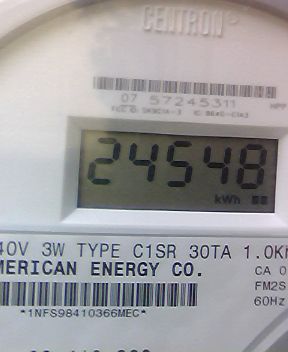 CENTRON
07 57245311
24548
kWh
40V 3W TYPE C1SR 30TA 1.0K
MERICAN ENERGY CO.
CA 0
FM2S
60Hz
*1NFS98410366MEC*